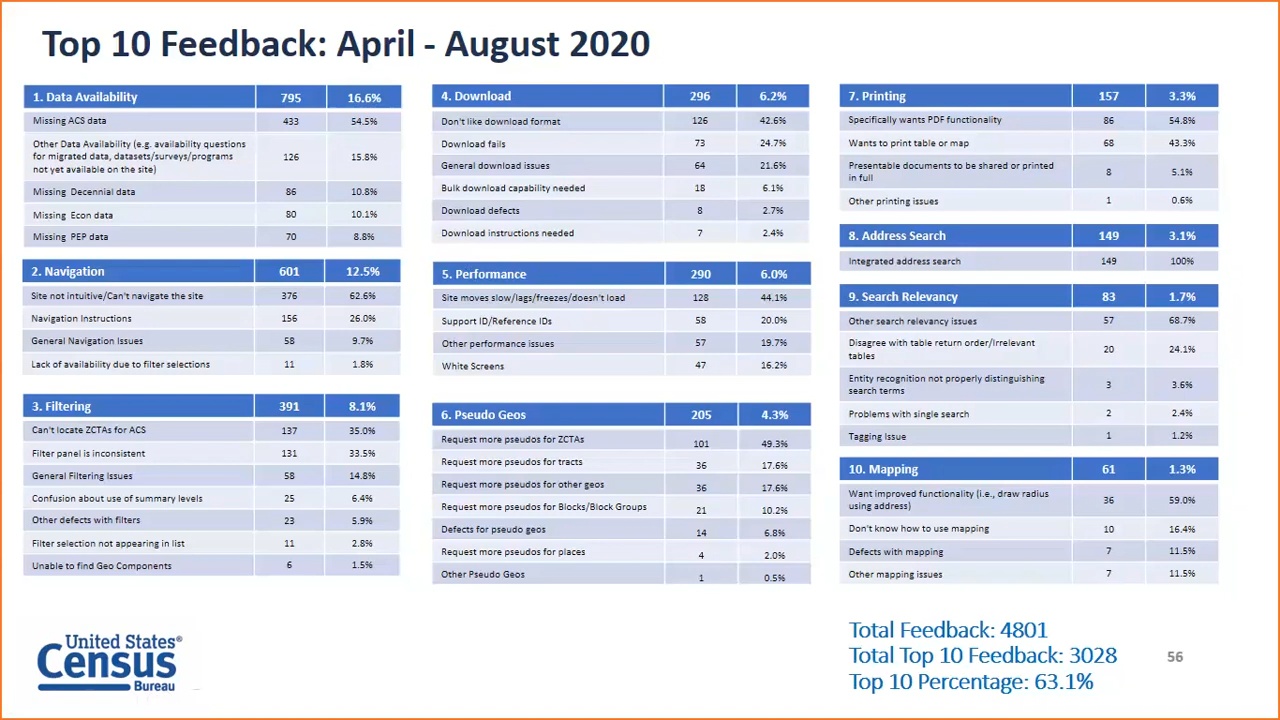 Top 10 Feedback: April - August 2020
1. Data Availability 795 16.6%
Missing ACS data 433 54.5%
Other Data Availability (e.g. availability questions
for migrated data, datasets/surveys/programs
not yet available on the site) 126 15.8%
Missing Decennial data 86 10.8%
Missing Econ data 80 10.1%
Missing PEP data 70 8.8%
2. Navigation 601 12.5%
Site not intuitive/Can't navigate the site 376 62.6%
Navigation Instructions 156 26.0%
General Navigation Issues 58 9.7%
Lack of availability due to filter selections 11 1.8%
3. Filtering 391 8.1%
Can't locate ZCTAs for ACS 137 35.0%
Filter panel is inconsistent 131 33.5%
General Filtering Issues 58 14.8%
Confusion about use of summary levels 25 6.4%
Other defects with filters 23 5.9%
Filter selection not appearing in list 11 2.8%
Unable to find Geo Components 6 1.5%
4. Download 296 6.2%
Don't like download format 126 42.6%
Download fails 73 24.7%
General download issues 64 21.6%
Bulk download capability needed 18 6.1%
Download defects 8 2.7%
Download instructions needed 7 2.4%
5. Performance 290 6.0%
Site moves slow/lags/freezes/doesn't load 128 44.1%
Support ID/Reference IDs 58 20.0%
Other performance issues 57 19.7%
White Screens 47 16.2%
6. Pseudo Geos 205 4.3%
Request more pseudos for ZCTAs 101 49.3%
Request more pseudos for tracts 36 17.6%
Request more pseudos for other geos 36 17.6%
Request more pseudos for Blocks/Block Groups 21 10.2%
Defects for pseudo geos 14 6.8%
Request more pseudos for places 4 2.0%
Other Pseudo Geos 1 0.5%
7. Printing 157 3.3%
Specifically wants PDF functionality 86 54.8%
Wants to print table or map 68 43.3%
Presentable documents to be shared or printed
in full 8 5.1%
Other printing issues 1 0.6%
8. Address Search 149 3.1%
Integrated address search 149 100%
9. Search Relevancy 83 1.7%
Other search relevancy issues 57 68.7%
Disagree with table return order/Irrelevant
tables 20 24.1%
Entity recognition not properly distinguishing
search terms 3 3.6%
Problems with single search 2 2.4%
Tagging Issue 1 1.2%
10. Mapping 61 1.3%
Want improved functionality (i.e., draw radius
using address) 36 59.0%
Don't know how to use mapping 10 16.4%
Defects with mapping 7 11.5%
Other mapping issues 7 11.5%
United States®
Census
Bureau
Total Feedback: 4801
Total Top 10 Feedback: 3028
Top 10 Percentage: 63.1%
56